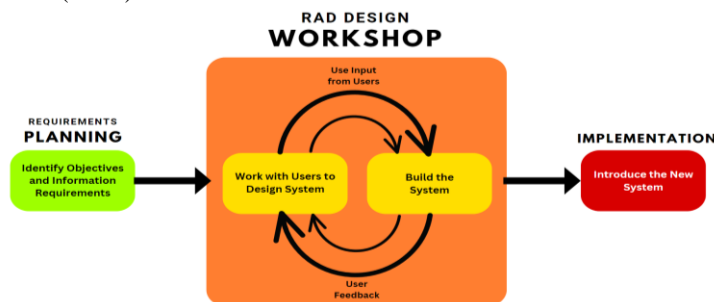 RAD DESIGN
WORKSHOP
Use Input
from Users
REQUIREMENTS
PLANNING
Identify Objectives
and Information
Requirements
Work with Users to
Design System
Build the
System
IMPLEMENTATION
Introduce the New
System
User
Feedback